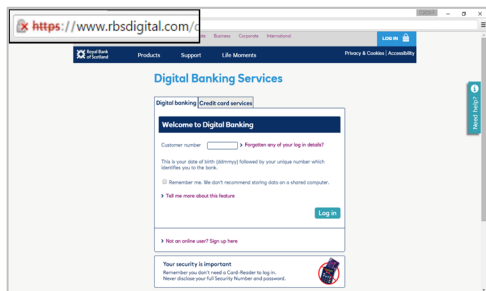 https://www.rbsdigital.com/
Business Corporate International
LOG IN
Royal Bank
of Scotland
Products Support Life Moments
Privacy & Cookies | Accessibility
Digital Banking Services
Need help?
Digital banking Credit card services
Welcome to Digital Banking
Customer number
Forgotten any of your log in details?
This is your date of birth (ddmmyy) followed by your unique number which
identifies you to the bank.
Remember me. We don't recommend storing data on a shared computer.
Tell me more about this feature
Log in
Not an online user? Sign up here
Your security is important
Remember you don't need a Card-Reader to log in.
Never disclose your full Security Number and password.